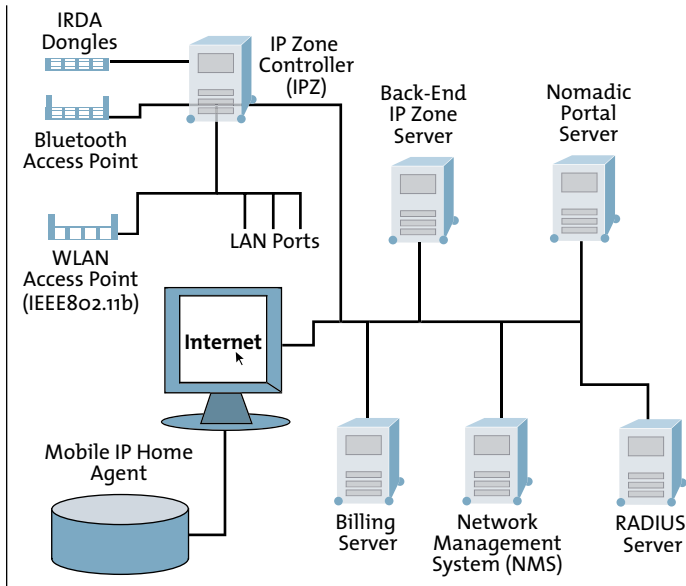 IRDA
Dongles
IP Zone
Controller
(IPZ)
Bluetooth
Access Point
Back-End
IP Zone
Server
Nomadic
Portal
Server
LAN Ports
WLAN
Access Point
(IEEE802.11b)
Internet
Mobile IP Home
Agent
Billing
Server
Network
Management
System (NMS)
RADIUS
Server